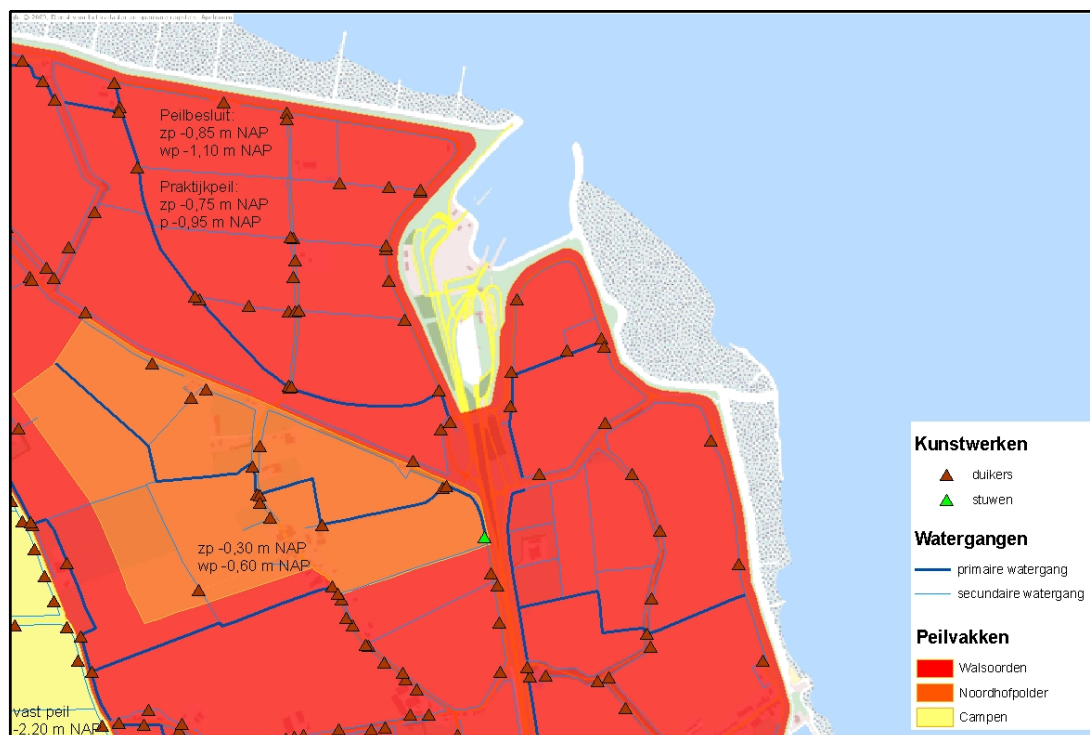 Peilbesluit:
zp -0,85 m NAP
wp -1,10 m NAP
Praktijkpeil:
zp -0,75 m NAP
p -0,95 m NAP
zp -0,30 m NAP
wp -0,60 m NAP
vast peil
-2,20 m NAP
Kunstwerken
duikers
stuwen
Watergangen
primaire watergang
secundaire watergang
Peilvakken
Walsoorden
Noordhofpolder
Campen